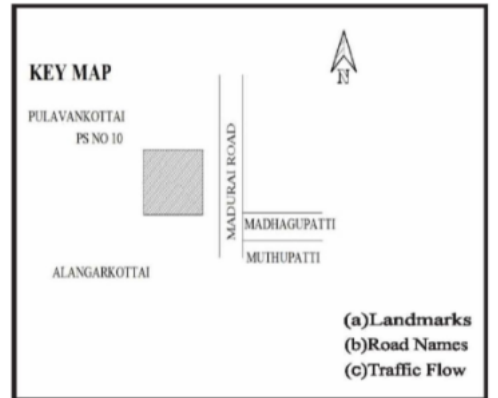 N
KEY MAP
PULAVANKOTTAI
PS NO 10
MADURAI ROAD
MADHAGUPATTI
MUTHUPATTI
ALANGARKOTTAI
(a)Landmarks
(b)Road Names
(c)Traffic Flow